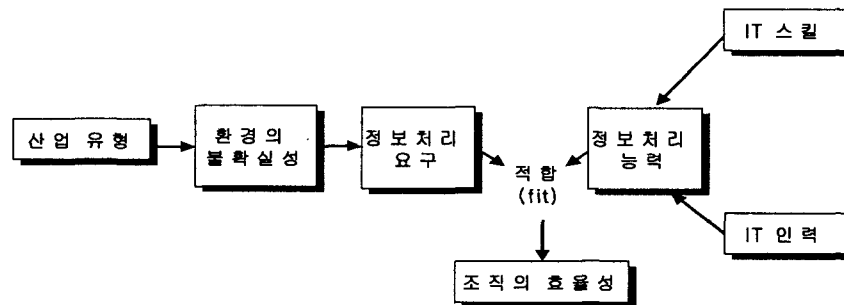 IT 스킬
산업 유형
환경의
불확실성
정보처리
요구
적합
(fit)
정보처리
능력
IT 인력
조직의 효율성